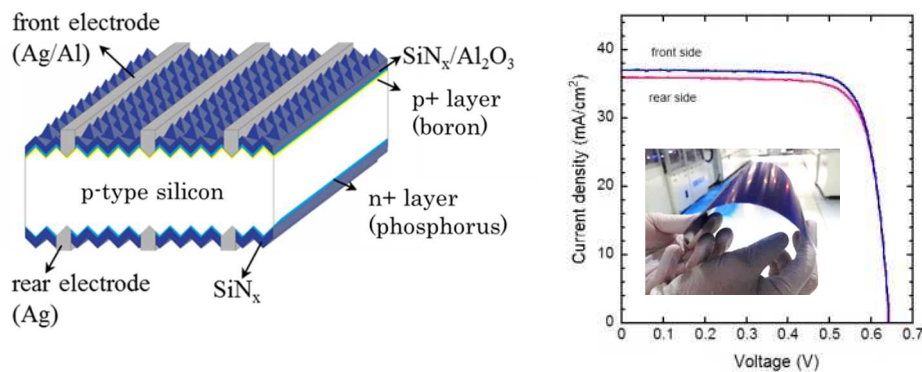 front electrode
(Ag/Al)
SiNx/Al2O3
p+ layer
(boron)
p-type silicon
n+ layer
(phosphorus)
rear electrode
(Ag)
SiNx
Current density (mA/cm2)
40
30
20
10
0
front side
rear side
0 0.1 0.2 0.3 0.4 0.5 0.6 0.7
Voltage (V)